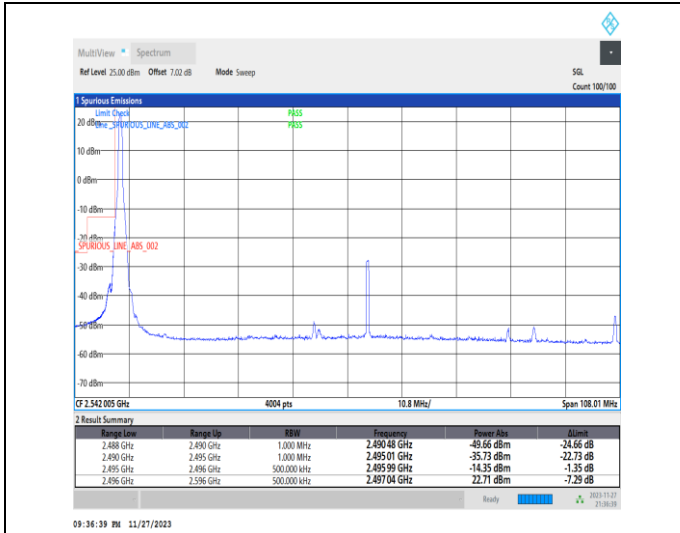 MultiView Spectrum
Ref Level 25.00 dBm Offset 7.02 dB Mode Sweep SGL
Count 100/100
1 Spurious Emissions
Limit Check PASS
20 dBm
Line _SPURIOUS_LINE_ABS_002 PASS
10 dBm
0 dBm
-10 dBm
-20 dBm
_SPURIOUS_LINE_ABS_002
-30 dBm
-40 dBm
-50 dBm
-60 dBm
-70 dBm
CF 2.542 005 GHz 4004 pts 10.8 MHz/ Span 108.01 MHz
2 Result Summary
Range Low Range Up RBW Frequency Power Abs ΔLimit
2.488 GHz 2.490 GHz 1.000 MHz 2.490 48 GHz -49.66 dBm -24.66 dB
2.490 GHz 2.495 GHz 1.000 MHz 2.495 01 GHz -35.73 dBm -22.73 dB
2.495 GHz 2.496 GHz 500.000 kHz 2.495 99 GHz -14.35 dBm -1.35 dB
2.496 GHz 2.596 GHz 500.000 kHz 2.497 04 GHz 22.71 dBm -7.29 dB
Ready 2023-11-27
21:36:39
09:36:39 PM 11/27/2023